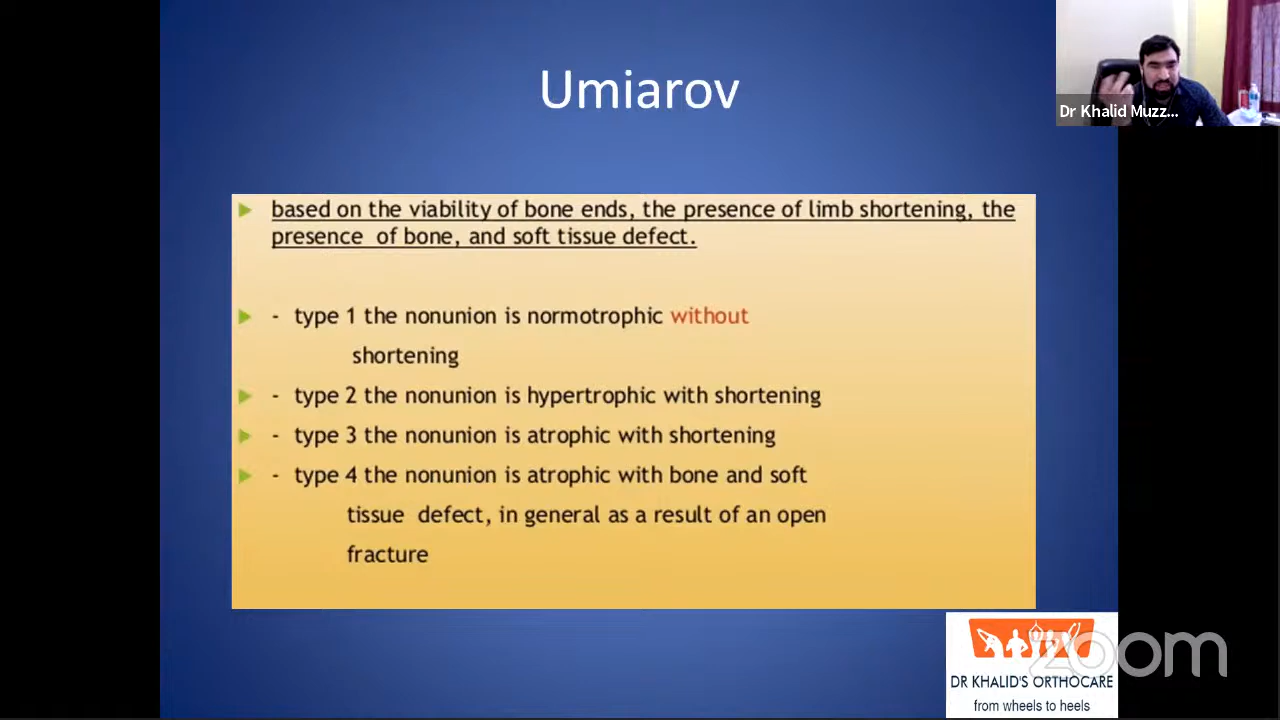 Umiarov
Dr Khalid Muzz...
based on the viability of bone ends, the presence of limb shortening, the
presence of bone, and soft tissue defect.
- type 1 the nonunion is normotrophic without
shortening
- type 2 the nonunion is hypertrophic with shortening
- type 3 the nonunion is atrophic with shortening
- type 4 the nonunion is atrophic with bone and soft
tissue defect, in general as a result of an open
fracture
zoom
DR KHALID'S ORTHOCARE
from wheels to heels